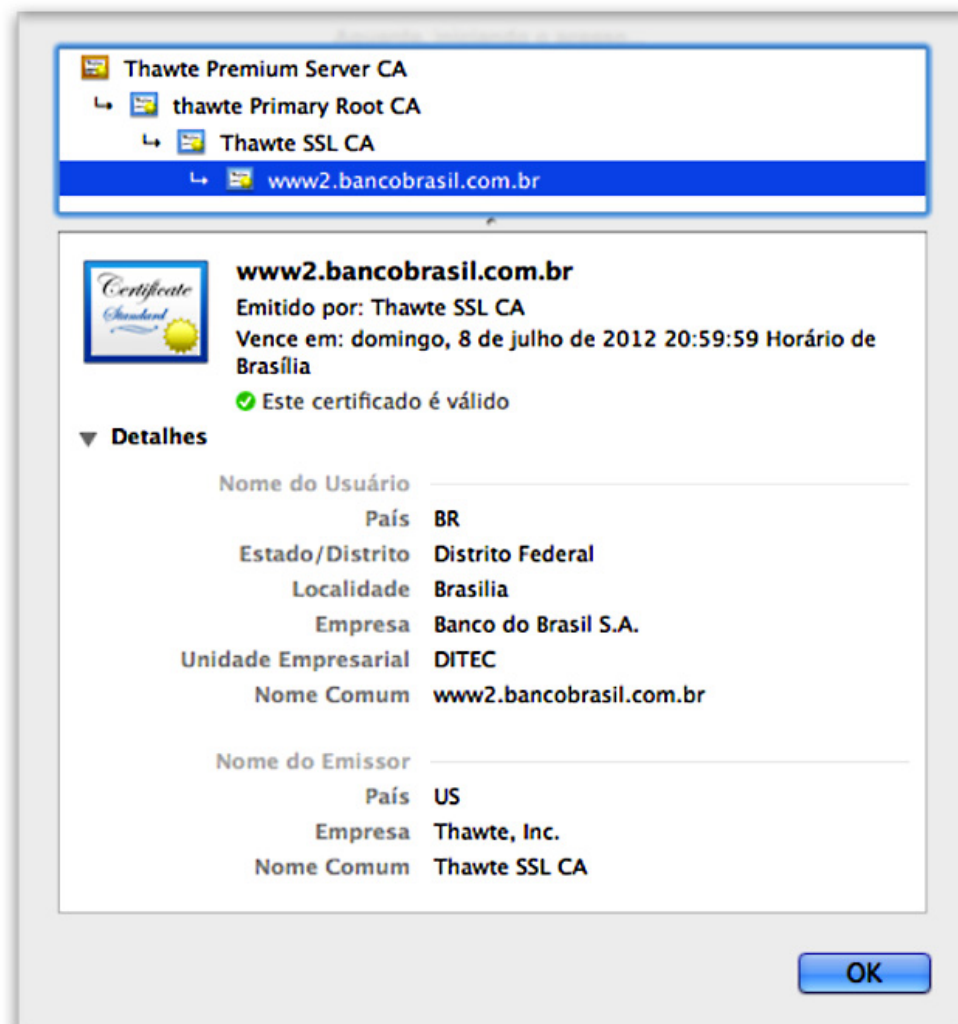 Thawte Premium Server CA
thawte Primary Root CA
Thawte SSL CA
www2.bancobrasil.com.br
Certificate
Standard
www2.bancobrasil.com.br
Emitido por: Thawte SSL CA
Vence em: domingo, 8 de julho de 2012 20:59:59 Horário de
Brasília
Este certificado é válido
Detalhes
Nome do Usuário
País BR
Estado/Distrito Distrito Federal
Localidade Brasilia
Empresa Banco do Brasil S.A.
Unidade Empresarial DITEC
Nome Comum www2.bancobrasil.com.br
Nome do Emissor
País US
Empresa Thawte, Inc.
Nome Comum Thawte SSL CA
OK